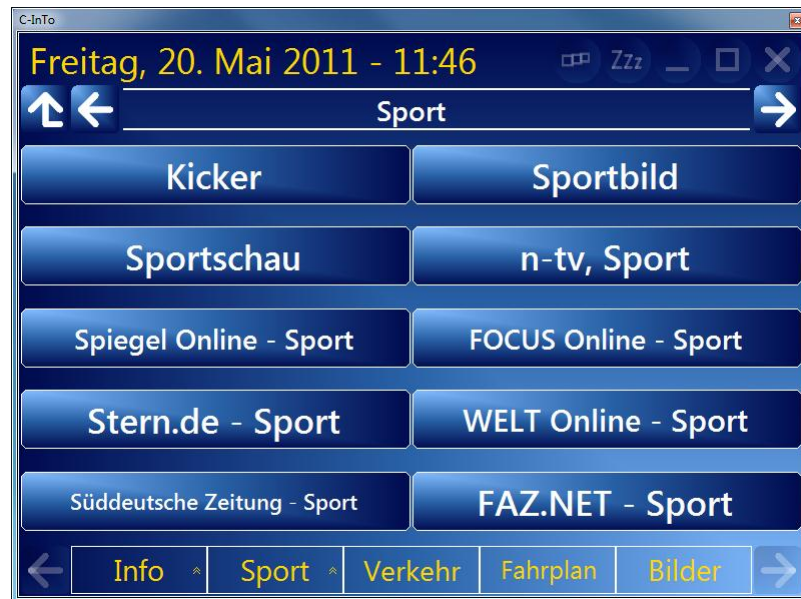 C-InTo
Freitag, 20. Mai 2011 - 11:46
Zzz
Sport
Kicker
Sportbild
Sportschau
n-tv, Sport
Spiegel Online - Sport
FOCUS Online - Sport
Stern.de - Sport
WELT Online - Sport
Süddeutsche Zeitung - Sport
FAZ.NET - Sport
Info Sport Verkehr Fahrplan Bilder